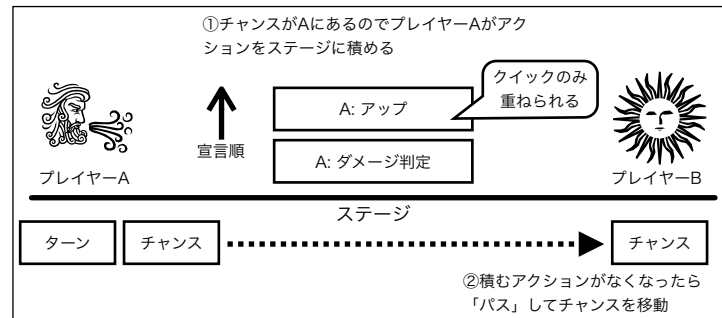 ①チャンスがAにあるのでプレイヤーAがアク
ションをステージに積める
クイックのみ
重ねられる
A: アップ
宣言順
A: ダメージ判定
プレイヤーA
プレイヤーB
ステージ
ターン
チャンス
チャンス
②積むアクションがなくなったら
「パス」してチャンスを移動